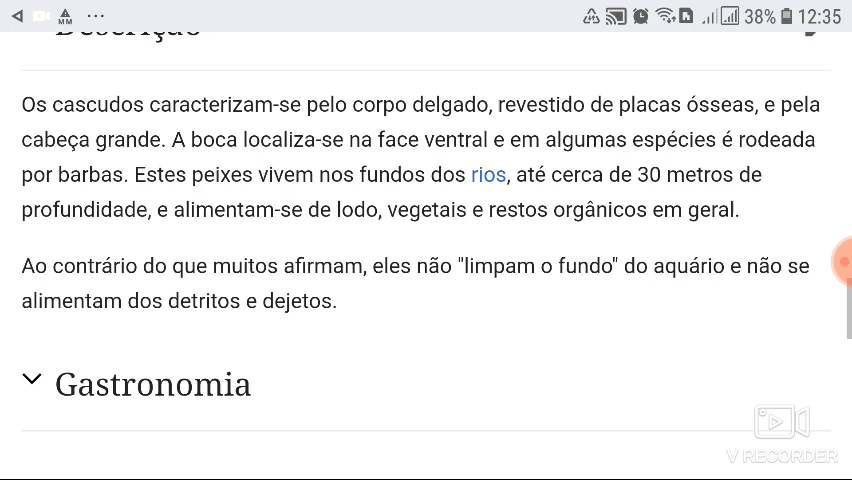 MM ... 38% 12:35
Descrição
Os cascudos caracterizam-se pelo corpo delgado, revestido de placas ósseas, e pela
cabeça grande. A boca localiza-se na face ventral e em algumas espécies é rodeada
por barbas. Estes peixes vivem nos fundos dos rios, até cerca de 30 metros de
profundidade, e alimentam-se de lodo, vegetais e restos orgânicos em geral.
Ao contrário do que muitos afirmam, eles não "limpam o fundo" do aquário e não se
alimentam dos detritos e dejetos.
Gastronomia
V RECORDER